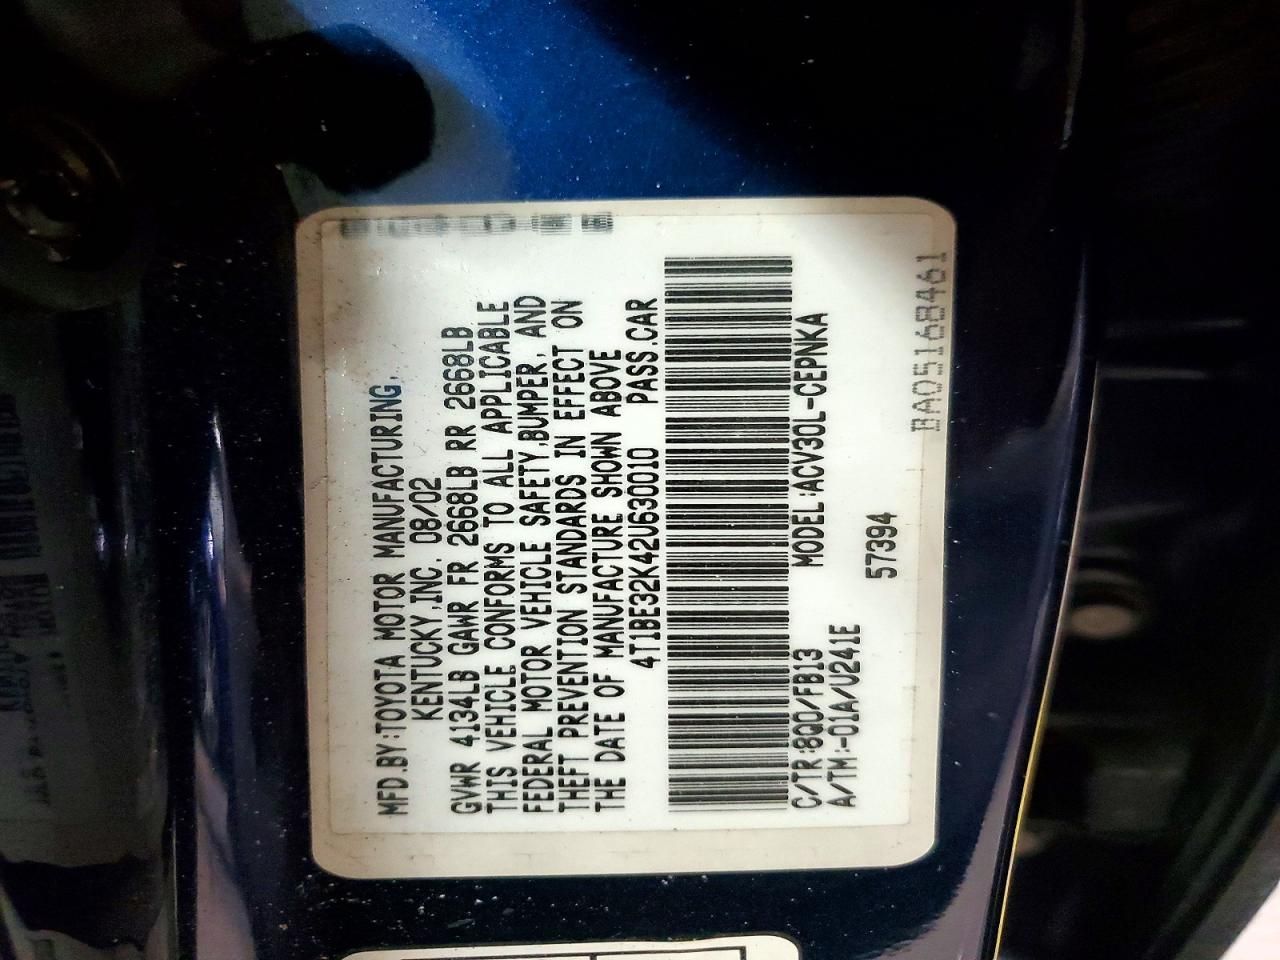 MFD.BY:TOYOTA MOTOR MANUFACTURING,
KENTUCKY,INC. 08/02
GVWR 4134LB GAWR FR 2668LB RR 2668LB
THIS VEHICLE CONFORMS TO ALL APPLICABLE
FEDERAL MOTOR VEHICLE SAFETY,BUMPER, AND
THEFT PREVENTION STANDARDS IN EFFECT ON
THE DATE OF MANUFACTURE SHOWN ABOVE
4T1BE32K42U630010 PASS.CAR
C/TR:8Q0/FB13 MODEL:ACV30L-CEPNKA
A/TM:-01A/U241E
57394
EA05168461